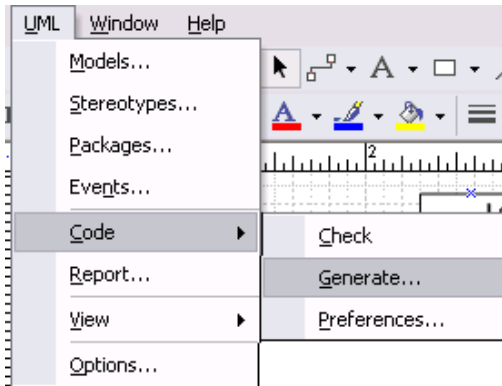 UML Window Help
Models...
Stereotypes...
Packages...
Events...
Code
Report...
View
Options...
Check
Generate...
Preferences...
A
A
2